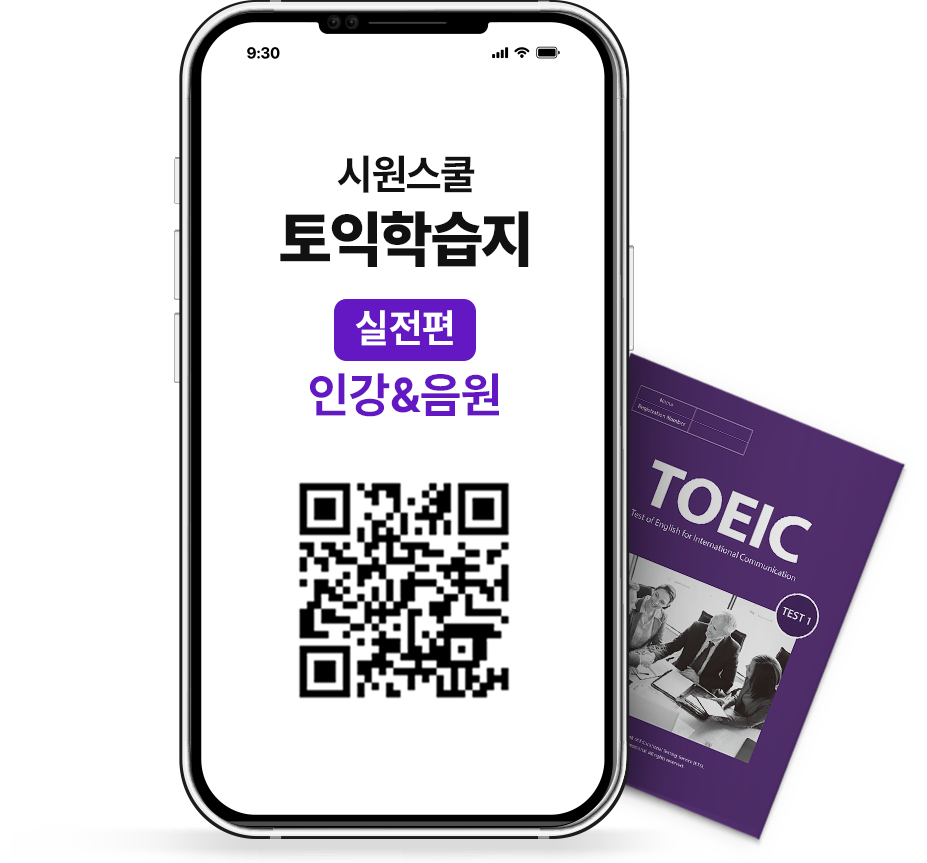 9:30
시원스쿨
토익학습지
실전편
인강&음원
Name
Registration Number
TOEIC
Test of English for International Communication
TEST 1